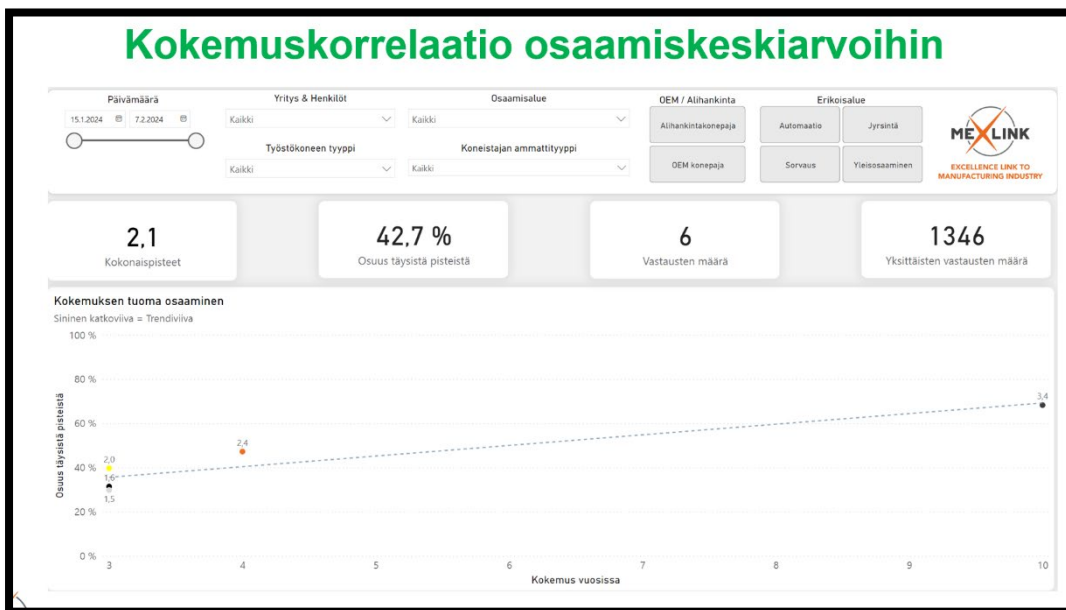 Kokemuskorrelaatio osaamiskeskiarvoihin
Päivämäärä
15.1.2024 7.2.2024
Yritys & Henkilöt
Kaikki
Osaamisalue
Kaikki
Työstökoneen tyyppi
Kaikki
Koneistajan ammattityyppi
Kaikki
OEM / Alihankinta
Alihankintakonepaja
OEM konepaja
Erikoisalue
Automaatio
Jyrsintä
Sorvaus
Yleisosaaminen
MEXLINK
EXCELLENCE LINK TO
MANUFACTURING INDUSTRY
2,1
Kokonaispisteet
42,7 %
Osuus täysistä pisteistä
6
Vastausten määrä
1346
Yksittäisten vastausten määrä
Kokemuksen tuoma osaaminen
Sininen katkoviiva = Trendiviiva
Osuus täysistä pisteistä
100 %
80 %
60 %
40 %
20 %
0 %
2,0
1,6
1,5
2,4
3,4
3 4 5 6 7 8 9 10
Kokemus vuosissa